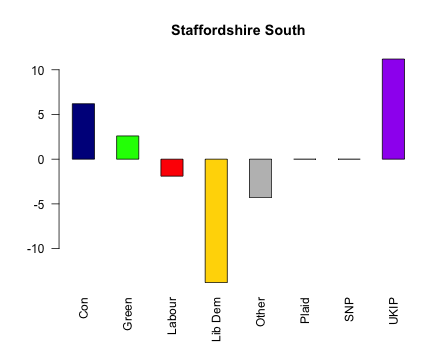 Staffordshire South
10
5
0
-5
-10
Con
Green
Labour
Lib Dem
Other
Plaid
SNP
UKIP